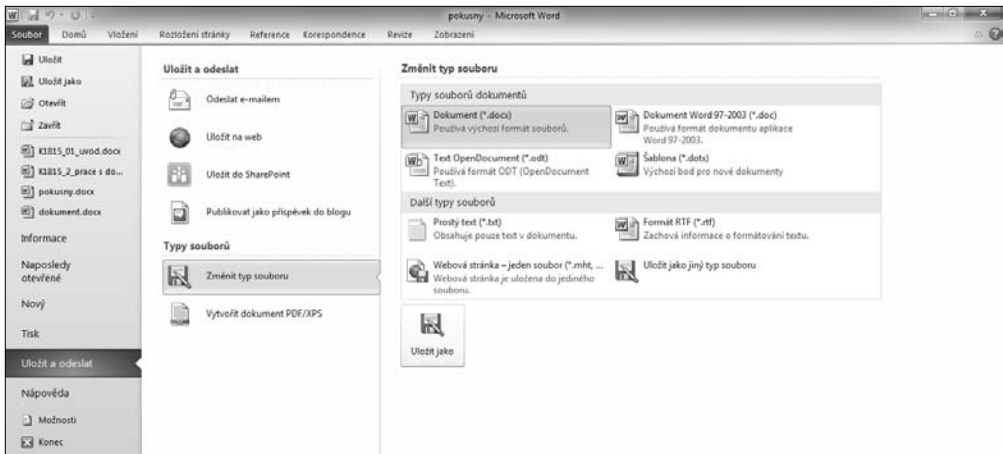 pokusny - Microsoft Word
Soubor Domů Vložení Rozložení stránky Reference Korespondence Revize Zobrazení
Uložit
Uložit jako
Otevřít
Zavřít
K1815_01_uvod.docx
K1815_2_prace s do...
pokusny.docx
dokument.docx
Informace
Naposledy
otevřené
Nový
Tisk
Uložit a odeslat
Nápověda
Možnosti
Konec
Uložit a odeslat
Odeslat e-mailem
Uložit na web
Uložit do SharePoint
Publikovat jako příspěvek do blogu
Typy souborů
Změnit typ souboru
Vytvořit dokument PDF/XPS
Změnit typ souboru
Typy souborů dokumentů
Dokument (*.docx)
Používá výchozí formát souborů.
Dokument Word 97-2003 (*.doc)
Používá formát dokumentu aplikace
Word 97-2003.
Text OpenDocument (*.odt)
Používá formát ODT (OpenDocument
Text).
Šablona (*.dotx)
Výchozí bod pro nové dokumenty
Další typy souborů
Prostý text (*.txt)
Obsahuje pouze text v dokumentu.
Formát RTF (*.rtf)
Zachová informace o formátování textu.
Webová stránka – jeden soubor (*.mht, ...
Webová stránka je uložena do jediného
souboru.
Uložit jako jiný typ souboru
Uložit jako